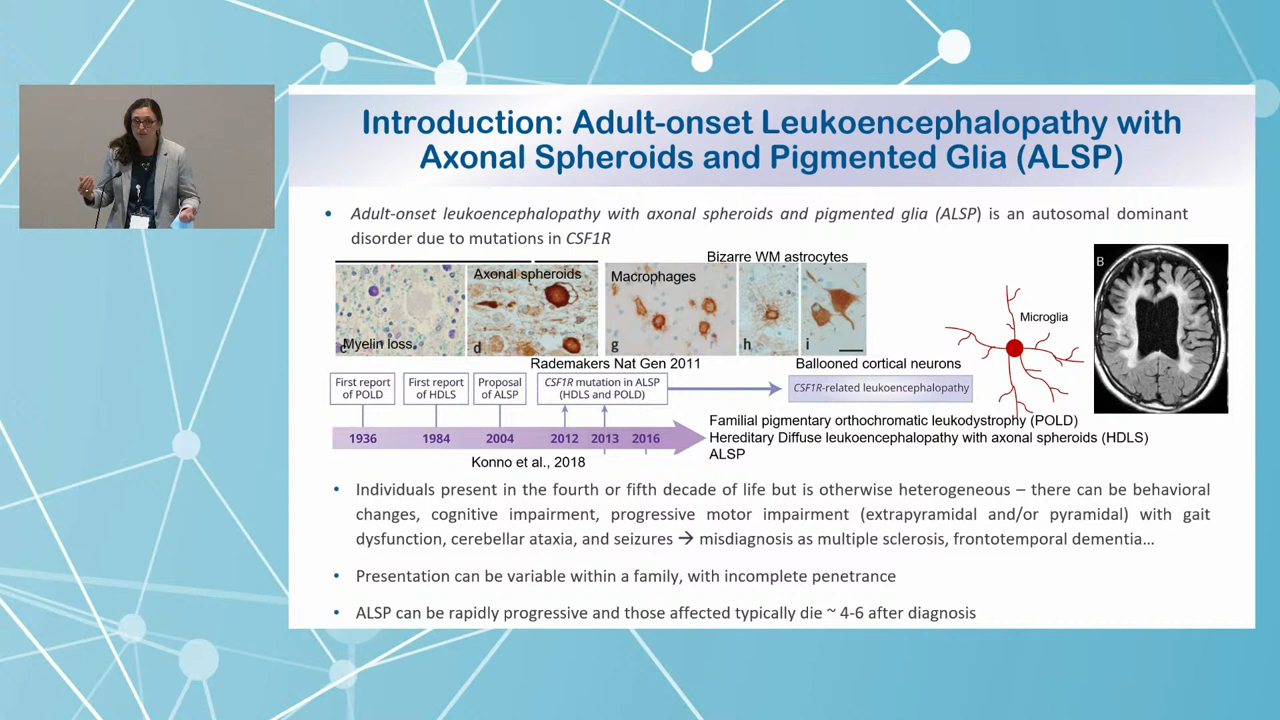 Introduction: Adult-onset Leukoencephalopathy with
Axonal Spheroids and Pigmented Glia (ALSP)
• Adult-onset leukoencephalopathy with axonal spheroids and pigmented glia (ALSP) is an autosomal dominant
disorder due to mutations in CSF1R
Bizarre WM astrocytes
Axonal spheroids
Macrophages
B
Microglia
c
Myelin loss
d
g
h
i
Rademakers Nat Gen 2011
Ballooned cortical neurons
First report
of POLD
First report
of HDLS
Proposal
of ALSP
CSF1R mutation in ALSP
(HDLS and POLD)
CSF1R-related leukoencephalopathy
1936
1984
2004
2012
2013
2016
Familial pigmentary orthochromatic leukodystrophy (POLD)
Hereditary Diffuse leukoencephalopathy with axonal spheroids (HDLS)
ALSP
Konno et al., 2018
• Individuals present in the fourth or fifth decade of life but is otherwise heterogeneous – there can be behavioral
changes, cognitive impairment, progressive motor impairment (extrapyramidal and/or pyramidal) with gait
dysfunction, cerebellar ataxia, and seizures → misdiagnosis as multiple sclerosis, frontotemporal dementia…
• Presentation can be variable within a family, with incomplete penetrance
• ALSP can be rapidly progressive and those affected typically die ~ 4-6 after diagnosis